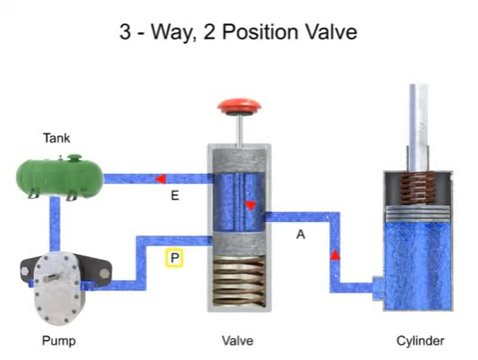 3 - Way, 2 Position Valve
Tank
E
A
P
Pump
Valve
Cylinder